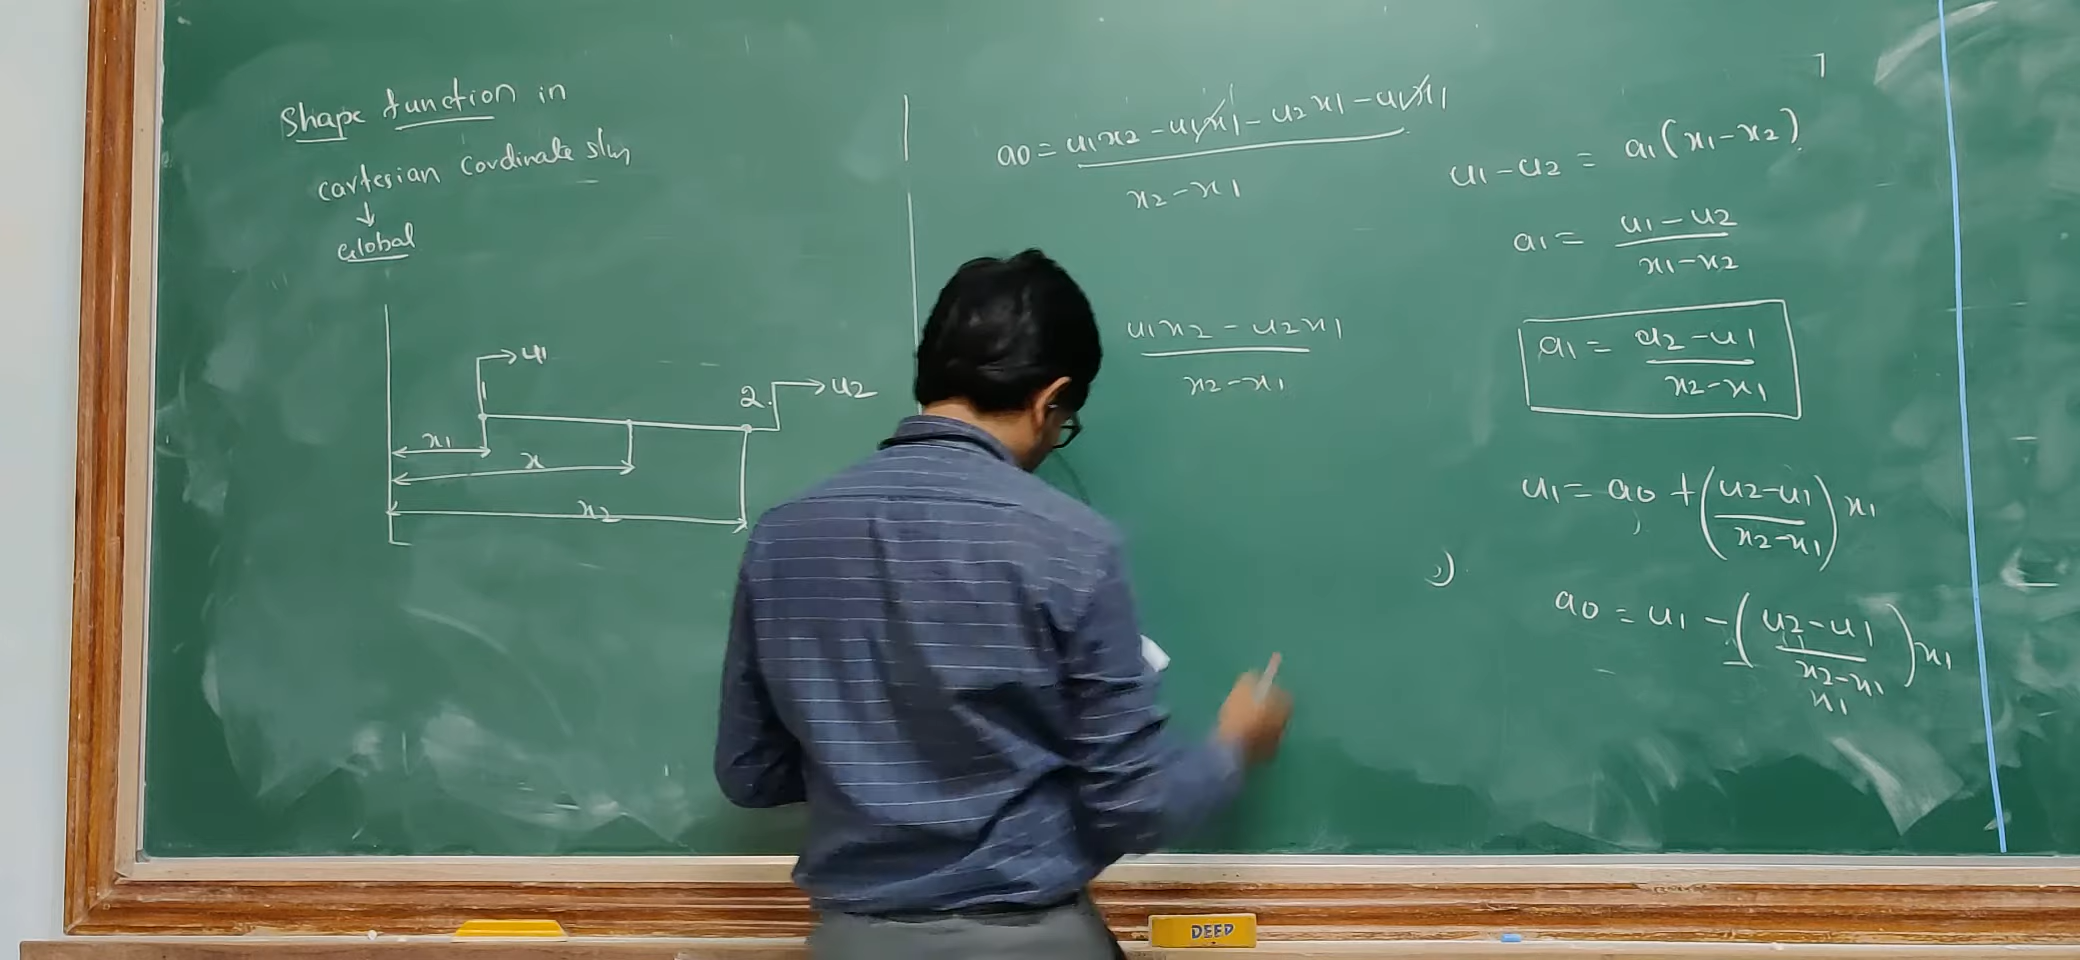 Shape function in
cartesian Cordinate s/m
↓
Global
→u1
1
2. →u2
x1
x
x2
a0 = u1x2 - u1x1 - u2x1 - u1x1
x2 - x1
u1x2 - u2x1
x2 - x1
u1 - u2 = a1(x1 - x2)
a1 = u1 - u2
x1 - x2
a1 = u2 - u1
x2 - x1
u1 = a0 + (u2 - u1) x1
x2 - x1
a0 = u1 - (u2 - u1) x1
x2 - x1
x1
DEEP